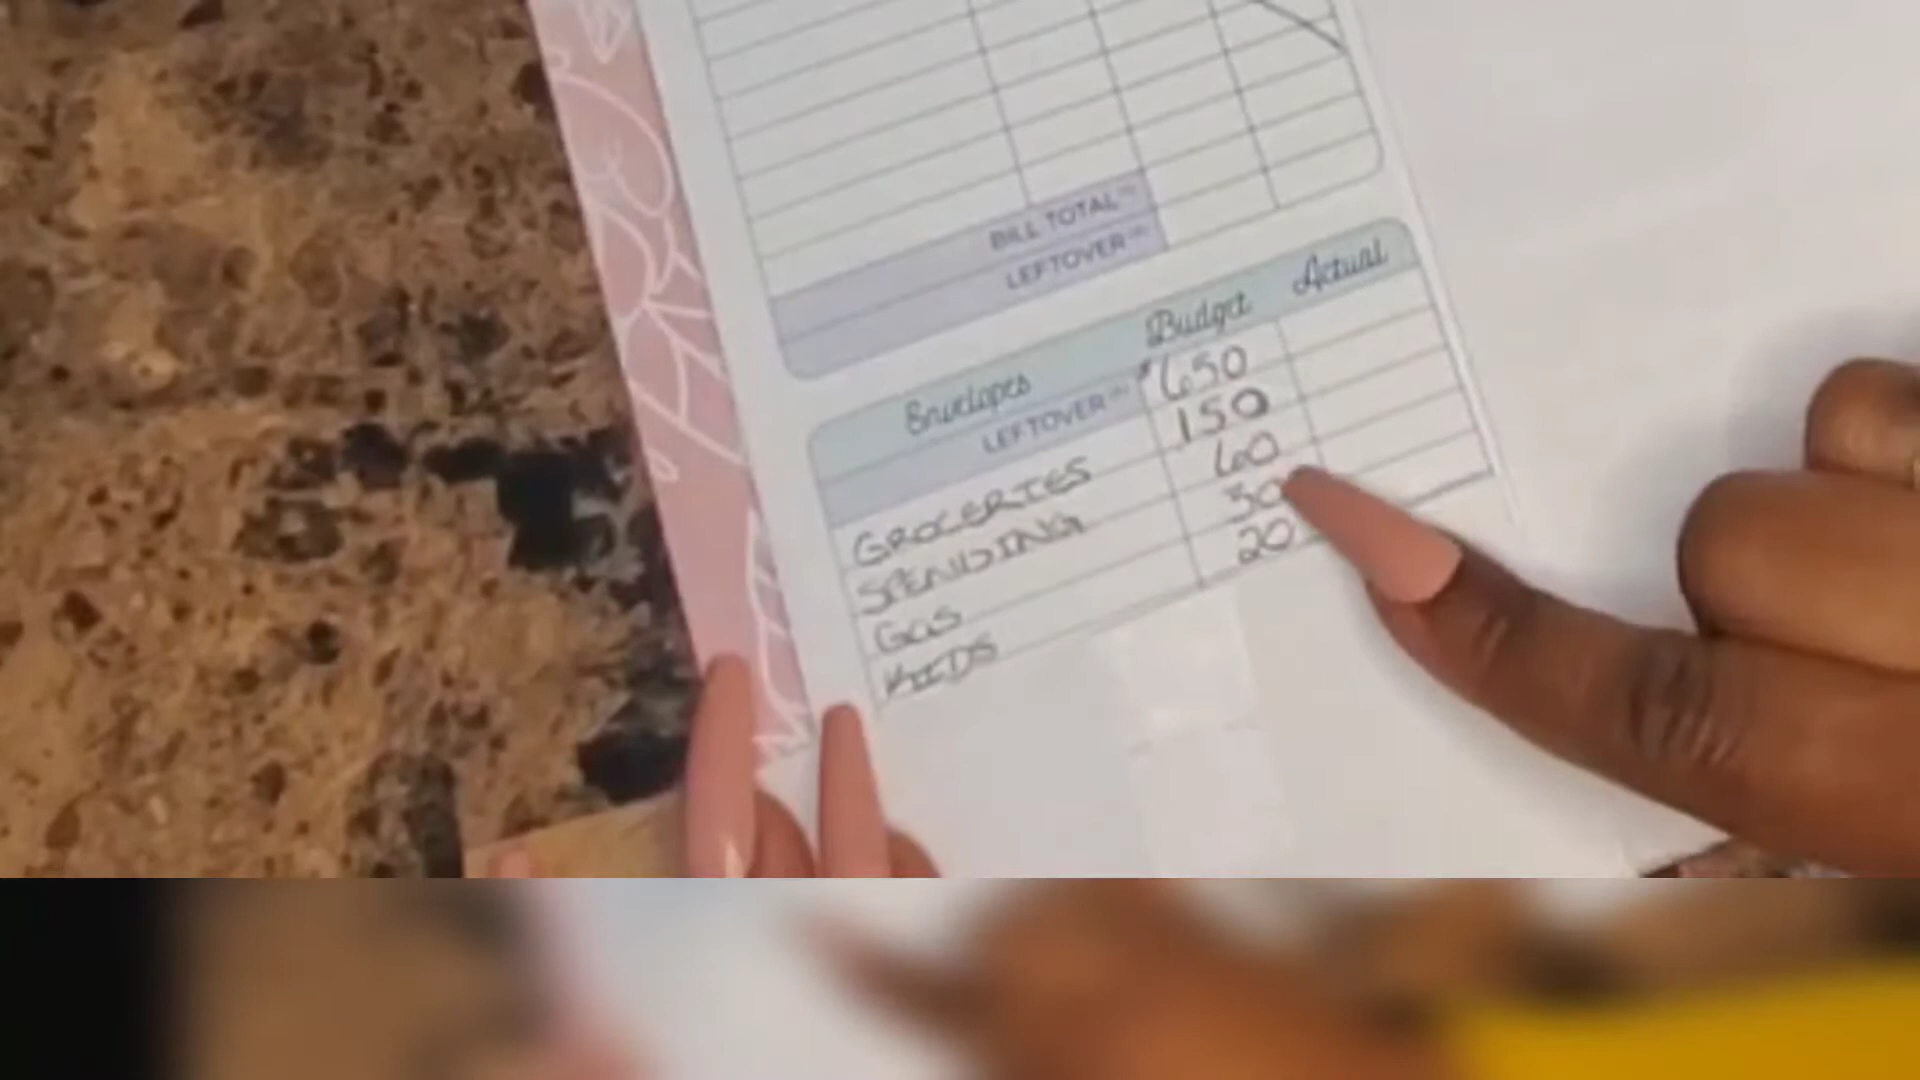 BILL TOTAL
LEFTOVER
Envelopes Budget Actual
LEFTOVER $650
GROCERIES 150
SPENDING 60
Gas 30
KIDS 20